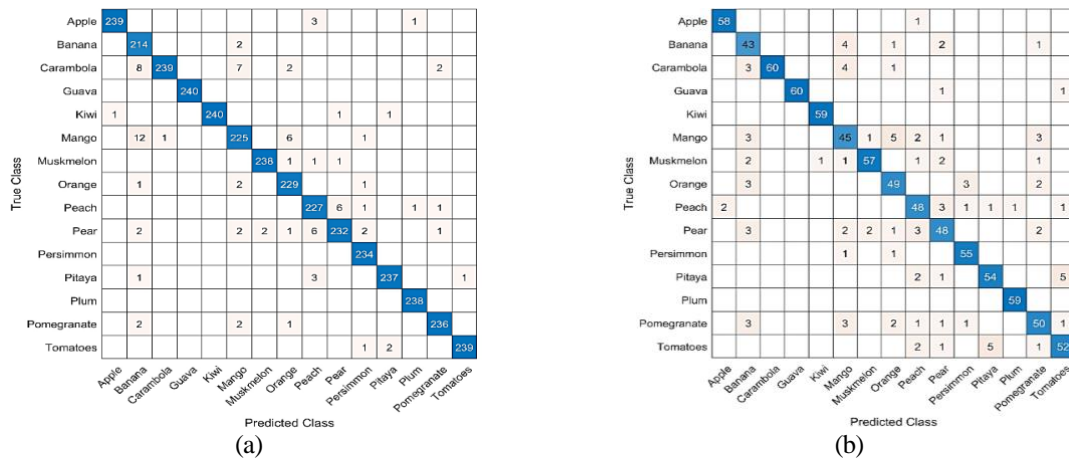 True Class
Apple 239 3 1
Banana 214 2
Carambola 8 239 7 2 2
Guava 240
Kiwi 1 240 1 1
Mango 12 1 225 6 1
Muskmelon 238 1 1 1
Orange 1 2 229 1
Peach 227 6 1 1 1
Pear 2 2 2 1 6 232 2 1
Persimmon 234
Pitaya 1 3 237 1
Plum 238
Pomegranate 2 2 1 236
Tomatoes 1 2 239
Apple Banana Carambola Guava Kiwi Mango Muskmelon Orange Peach Pear Persimmon Pitaya Plum Pomegranate Tomatoes
Predicted Class
(a)
True Class
Apple 58 1
Banana 43 4 1 2 1
Carambola 3 60 4 1
Guava 60 1 1
Kiwi 59
Mango 3 45 1 5 2 1 3
Muskmelon 2 1 1 57 1 2 1
Orange 3 49 3 2
Peach 2 48 3 1 1 1 1
Pear 3 2 2 1 3 48 2
Persimmon 1 1 55
Pitaya 2 1 54 5
Plum 59
Pomegranate 3 3 2 1 1 1 50 1
Tomatoes 2 1 5 1 52
Apple Banana Carambola Guava Kiwi Mango Muskmelon Orange Peach Pear Persimmon Pitaya Plum Pomegranate Tomatoes
Predicted Class
(b)